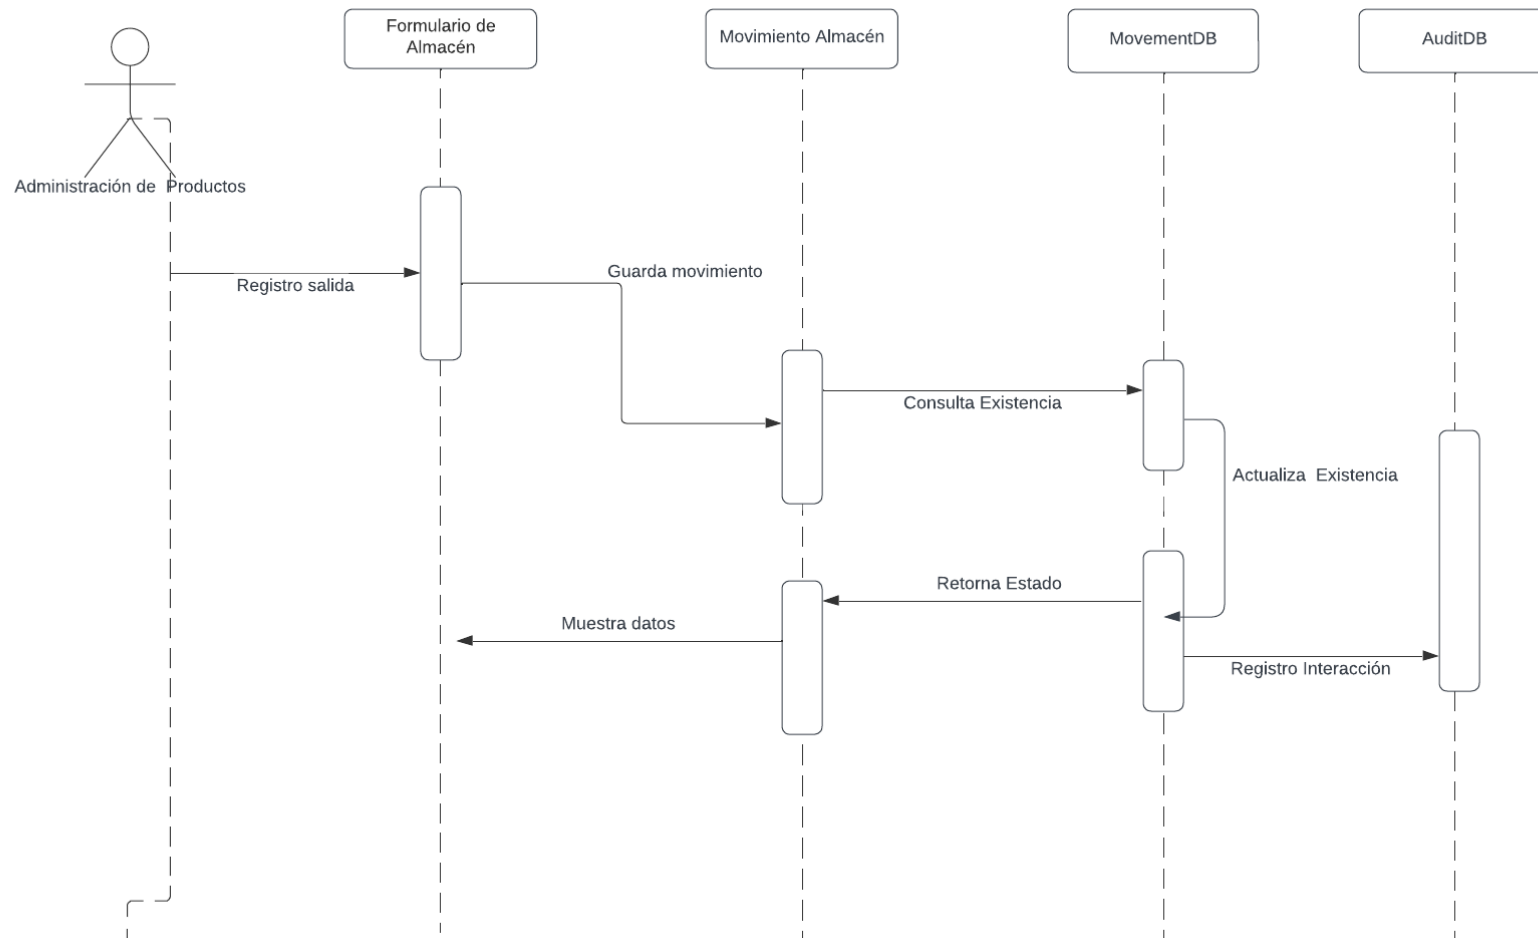 Formulario de
Almacén
Movimiento Almacén
MovementDB
AuditDB
Administración de  Productos
Registro salida
Guarda movimiento
Consulta Existencia
Actualiza  Existencia
Retorna Estado
Muestra datos
Registro Interacción